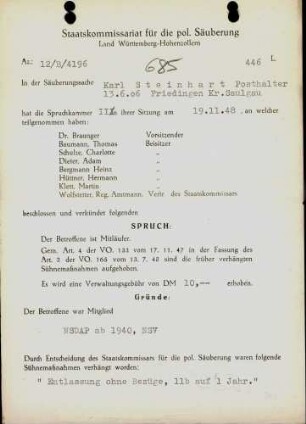 Staatskommissariat für die pol. Säuberung
Land Württemberg-Hohenzollern
Az: 12/B/4196 685 446 L
In der Säuberungssache Karl Steinhart Posthalter
13.6.06 Friedingen Kr.Saulgau
hat die Spruchkammer in ihrer Sitzung am 19.11.48, an welcher
teilgenommen haben:
Dr. Braunger Vorsitzender
Baumann, Thomas Beisitzer
Schulze, Charlotte „
Dieter, Adam „
Bergmann Heinz „
Hüttner, Hermann „
Klett, Martin „
Wolfstetter, Reg. Amtmann, Vertr. des Staatskommissars
beschlossen und verkündet folgenden
SPRUCH:
Der Betroffene ist Mitläufer.
Gem. Art. 4 der VO. 133 vom 17. 11. 47 in der Fassung des
Art. 5 der VO. 165 vom 13. 7. 48 sind die früher verhängten
Sühnemaßnahmen aufgehoben.
Es wird eine Verwaltungsgebühr von DM 10,-- erhoben.
Gründe:
Der Betroffene war Mitglied
NSDAP ab 1940, NSV
Durch Entscheidung des Staatskommissars für die pol. Säuberung waren folgende
Sühnemaßnahmen verhängt worden:
" Entlassung ohne Bezüge, 11b auf 1 Jahr."